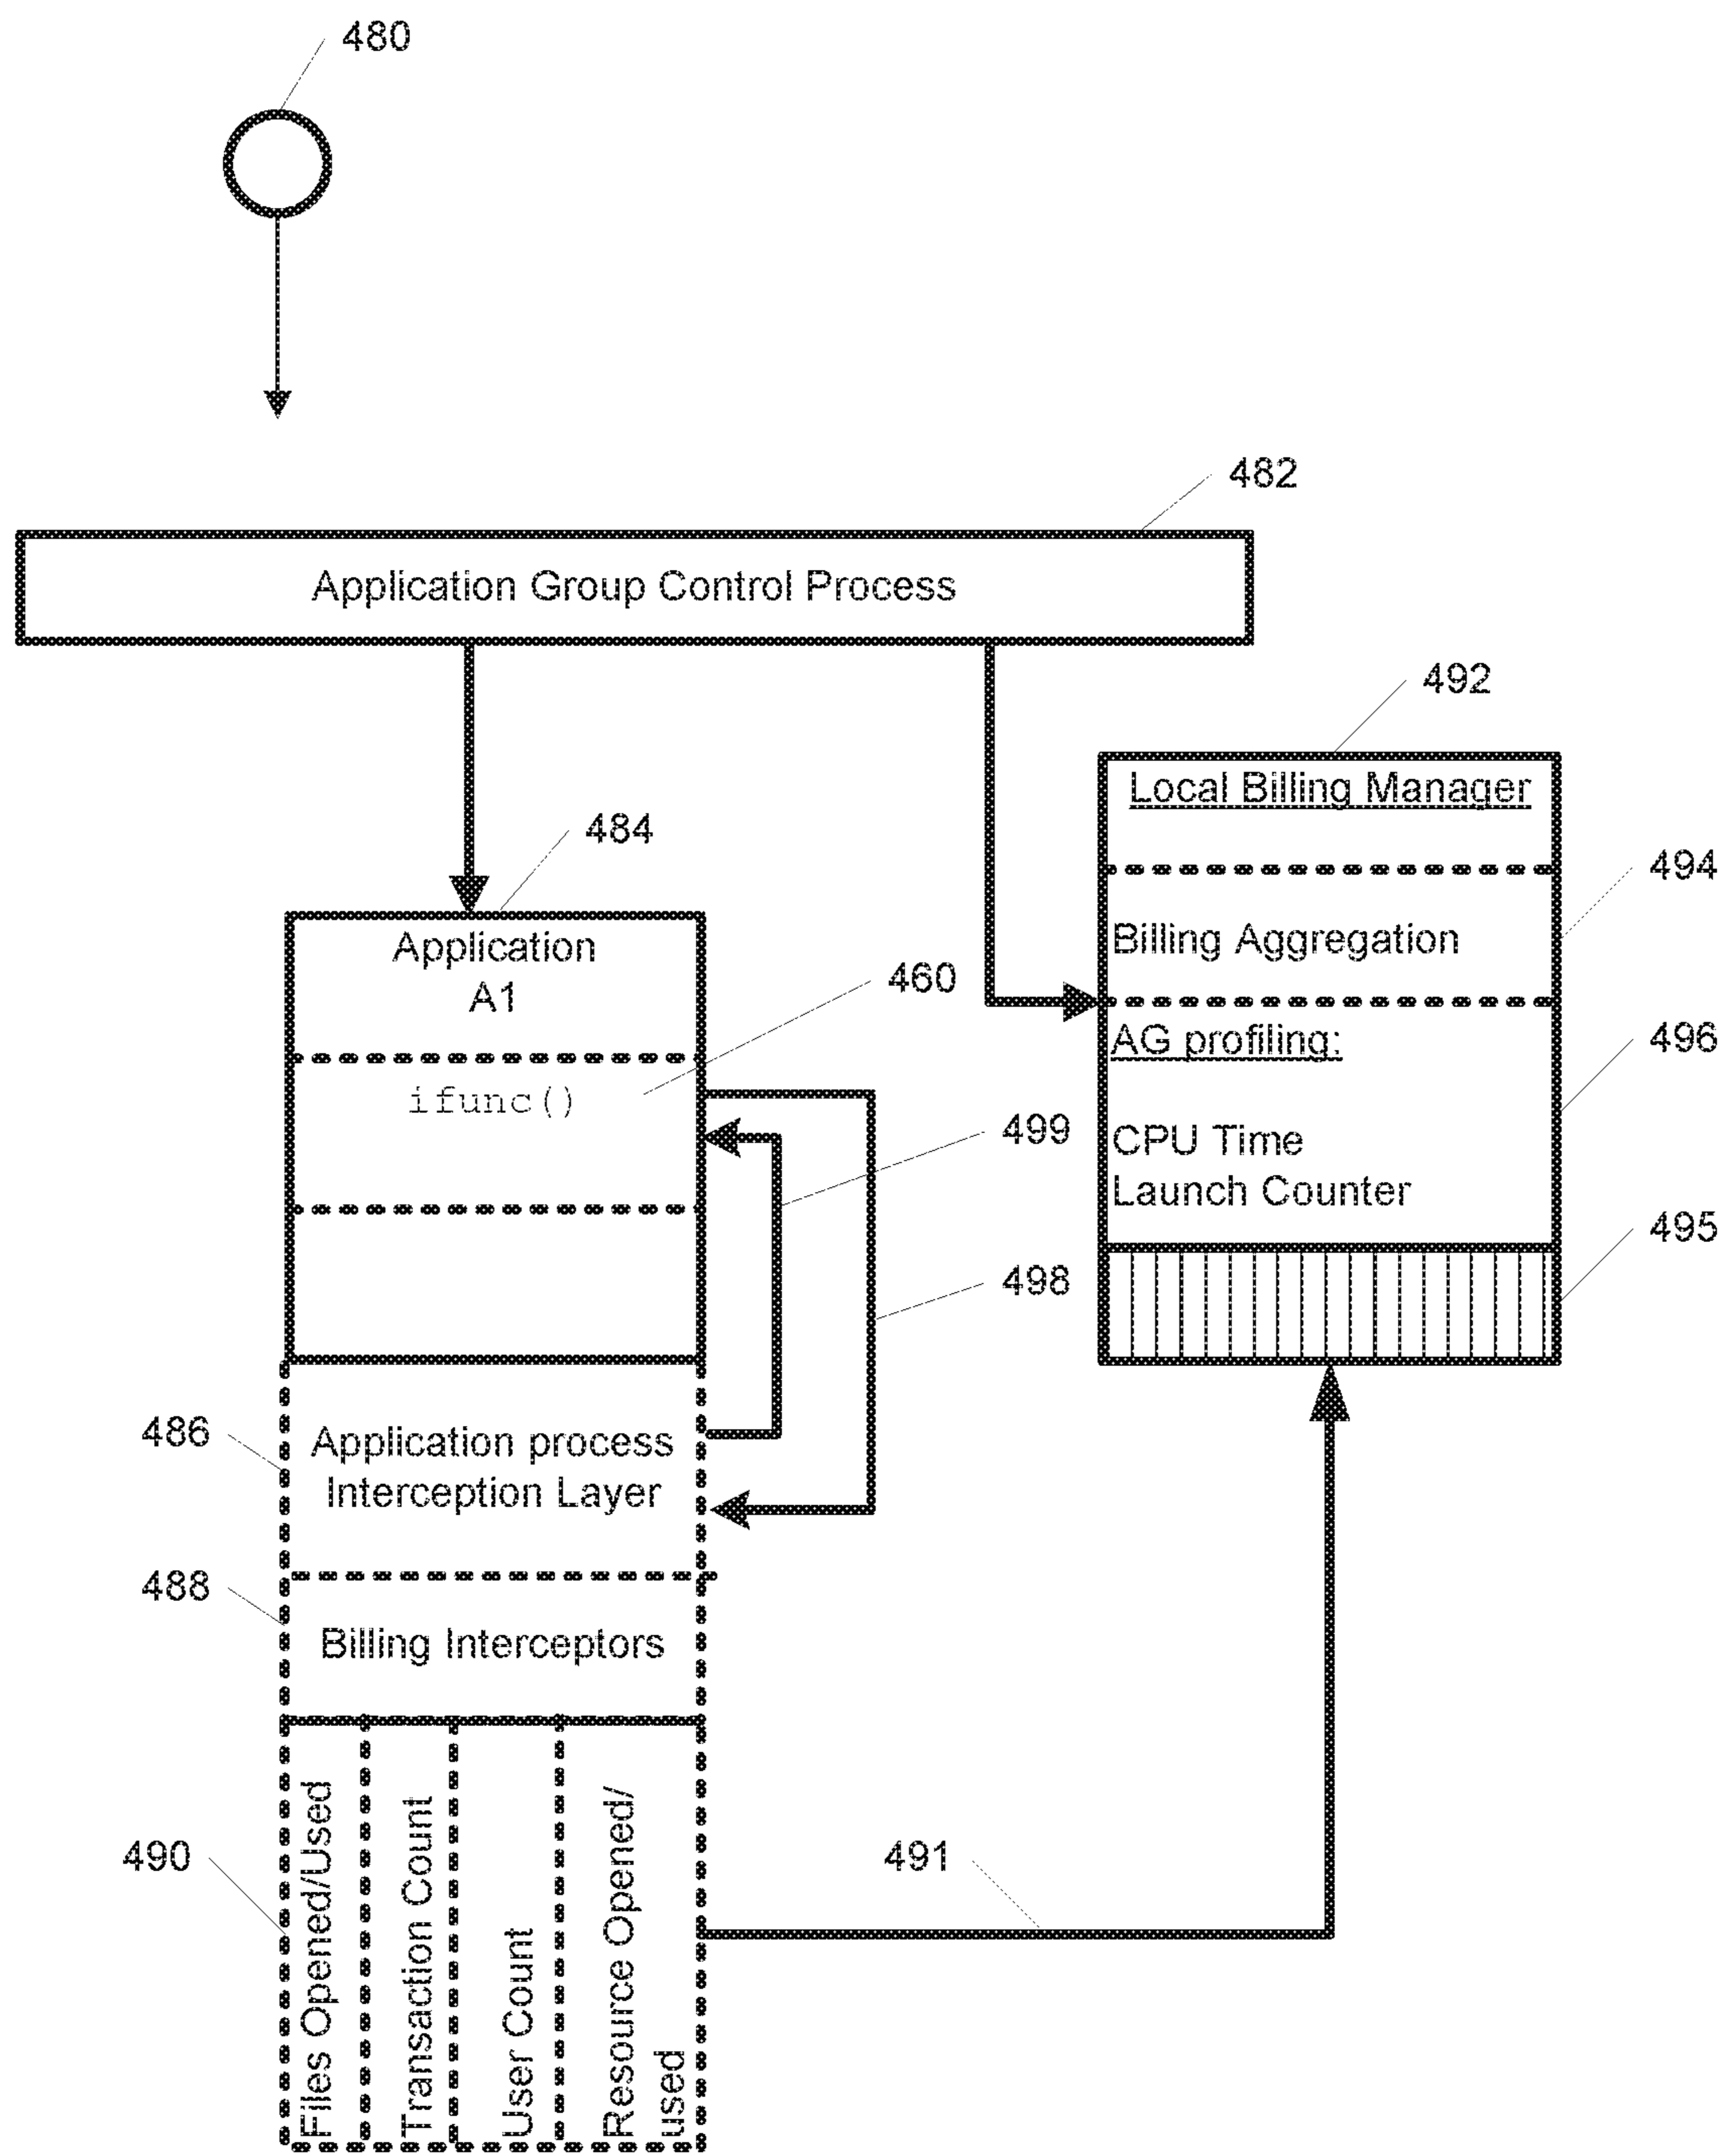 480
482
Application Group Control Process
492
Local Billing Manager
484
494
Application
A1
Billing Aggregation
460
496
AG profiling:
ifunc()
499
CPU Time
Launch Counter
495
498
486
Application process
Interception Layer
488
Billing Interceptors
490
Files Opened/Used
Transaction Count
User Count
Resource Opened/
used
491